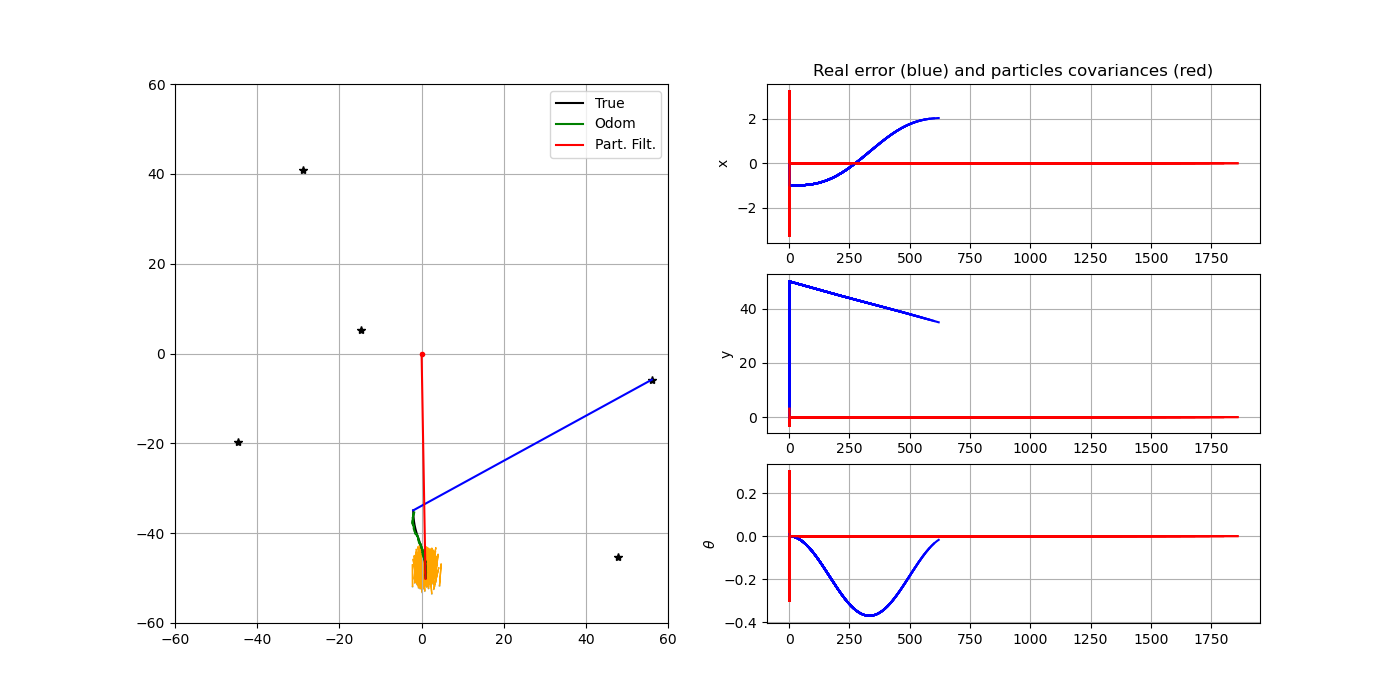 60
40
20
0
−20
−40
−60
−60 −40 −20 0 20 40 60
True
Odom
Part. Filt.
Real error (blue) and particles covariances (red)
x
2
0
−2
0 250 500 750 1000 1250 1500 1750
y
40
20
0
0 250 500 750 1000 1250 1500 1750
θ
0.2
0.0
−0.2
−0.4
0 250 500 750 1000 1250 1500 1750